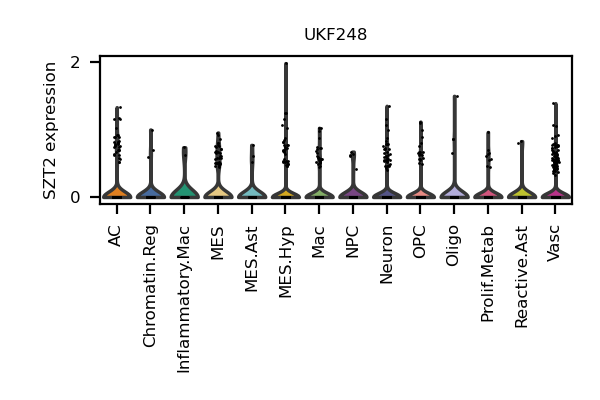 UKF248
SZT2 expression
2
0
AC
Chromatin.Reg
Inflammatory.Mac
MES
MES.Ast
MES.Hyp
Mac
NPC
Neuron
OPC
Oligo
Prolif.Metab
Reactive.Ast
Vasc